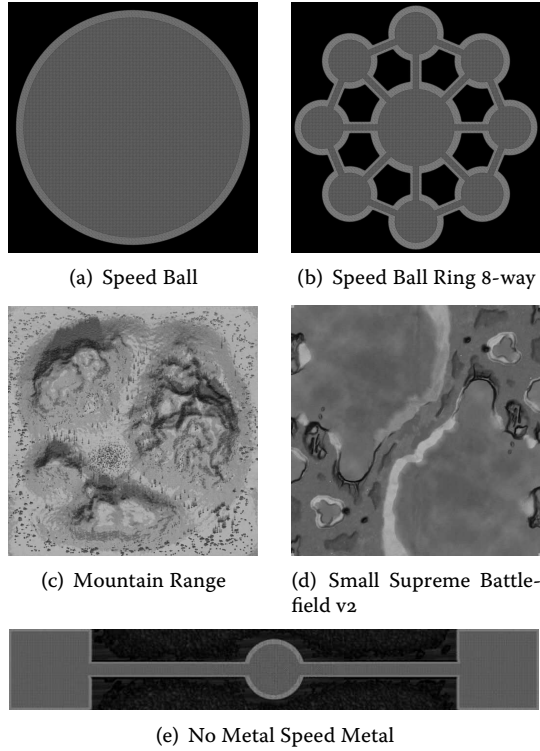 (a) Speed Ball
(b) Speed Ball Ring 8-way
(c) Mountain Range
(d) Small Supreme Battle-
field v2
(e) No Metal Speed Metal